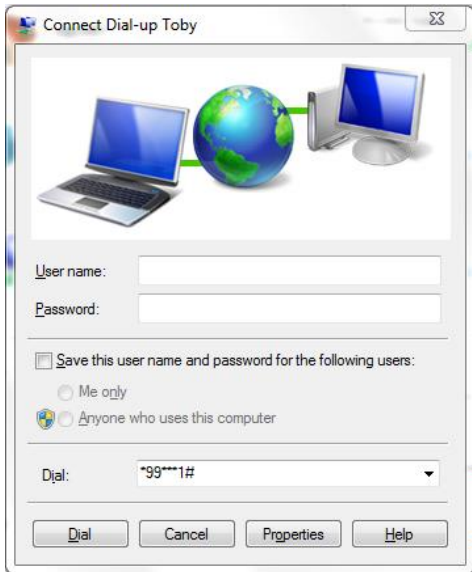 Connect Dial-up Toby
User name:
Password:
Save this user name and password for the following users:
Me only
Anyone who uses this computer
Dial: *99***1#
Dial Cancel Properties Help